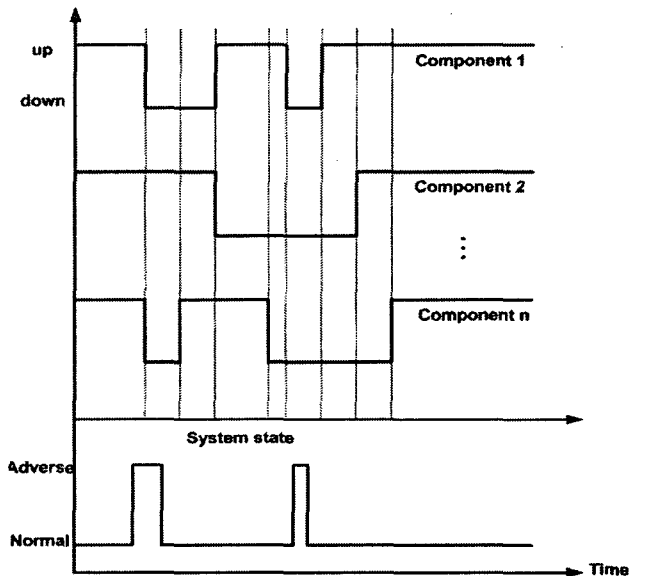 up
Component 1
down
Component 2
Component n
System state
Adverse
Normal
Time